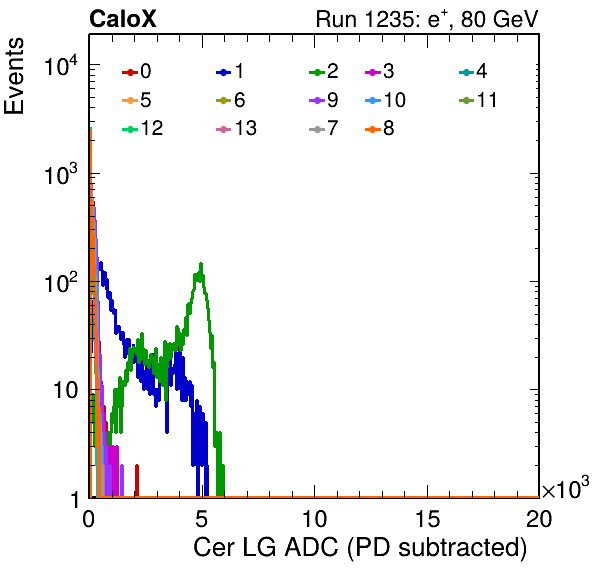 CaloX Run 1235: e⁺, 80 GeV
Events
10⁴
10³
10²
10
1
0 1 2 3 4
5 6 9 10 11
12 13 7 8
0 5 10 15 20
×10³
Cer LG ADC (PD subtracted)